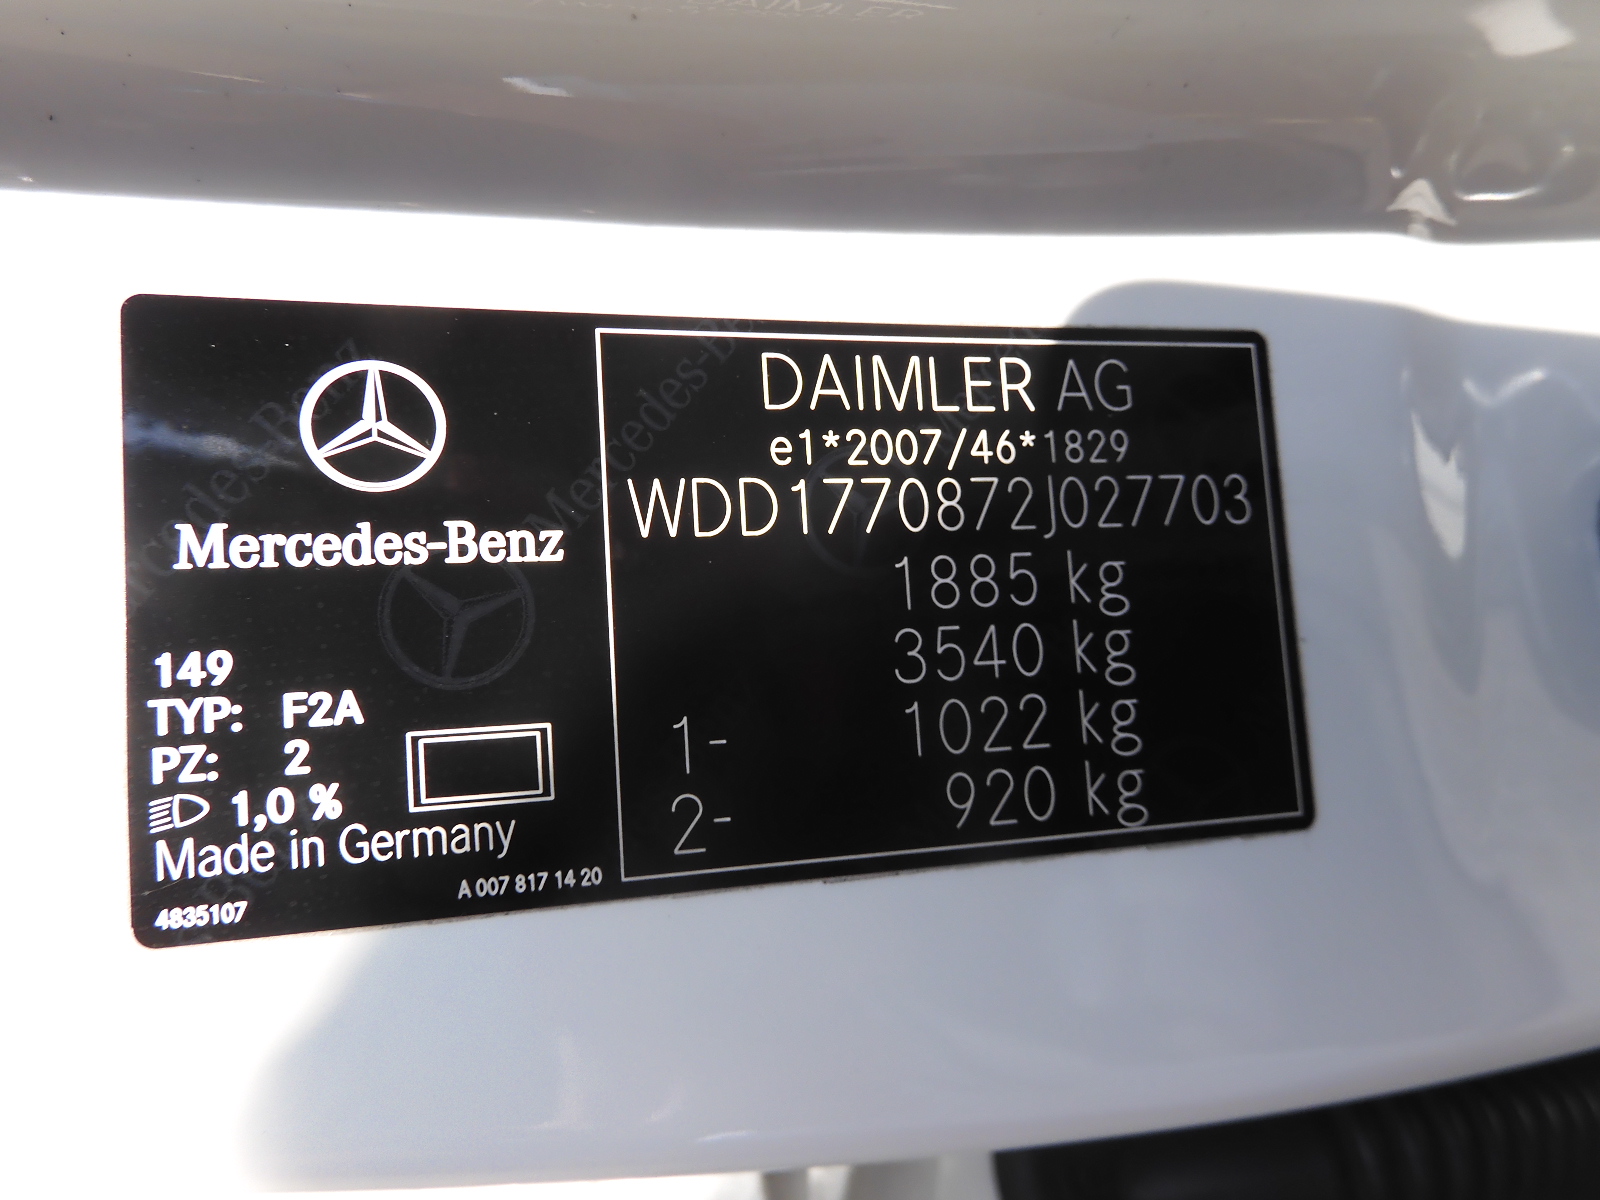 Mercedes-Benz
149
TYP: F2A
PZ: 2
1,0 %
Made in Germany
A 007 817 14 20
4835107
DAIMLER AG
e1*2007/46*1829
WDD1770872J027703
1885 kg
3540 kg
1- 1022 kg
2- 920 kg